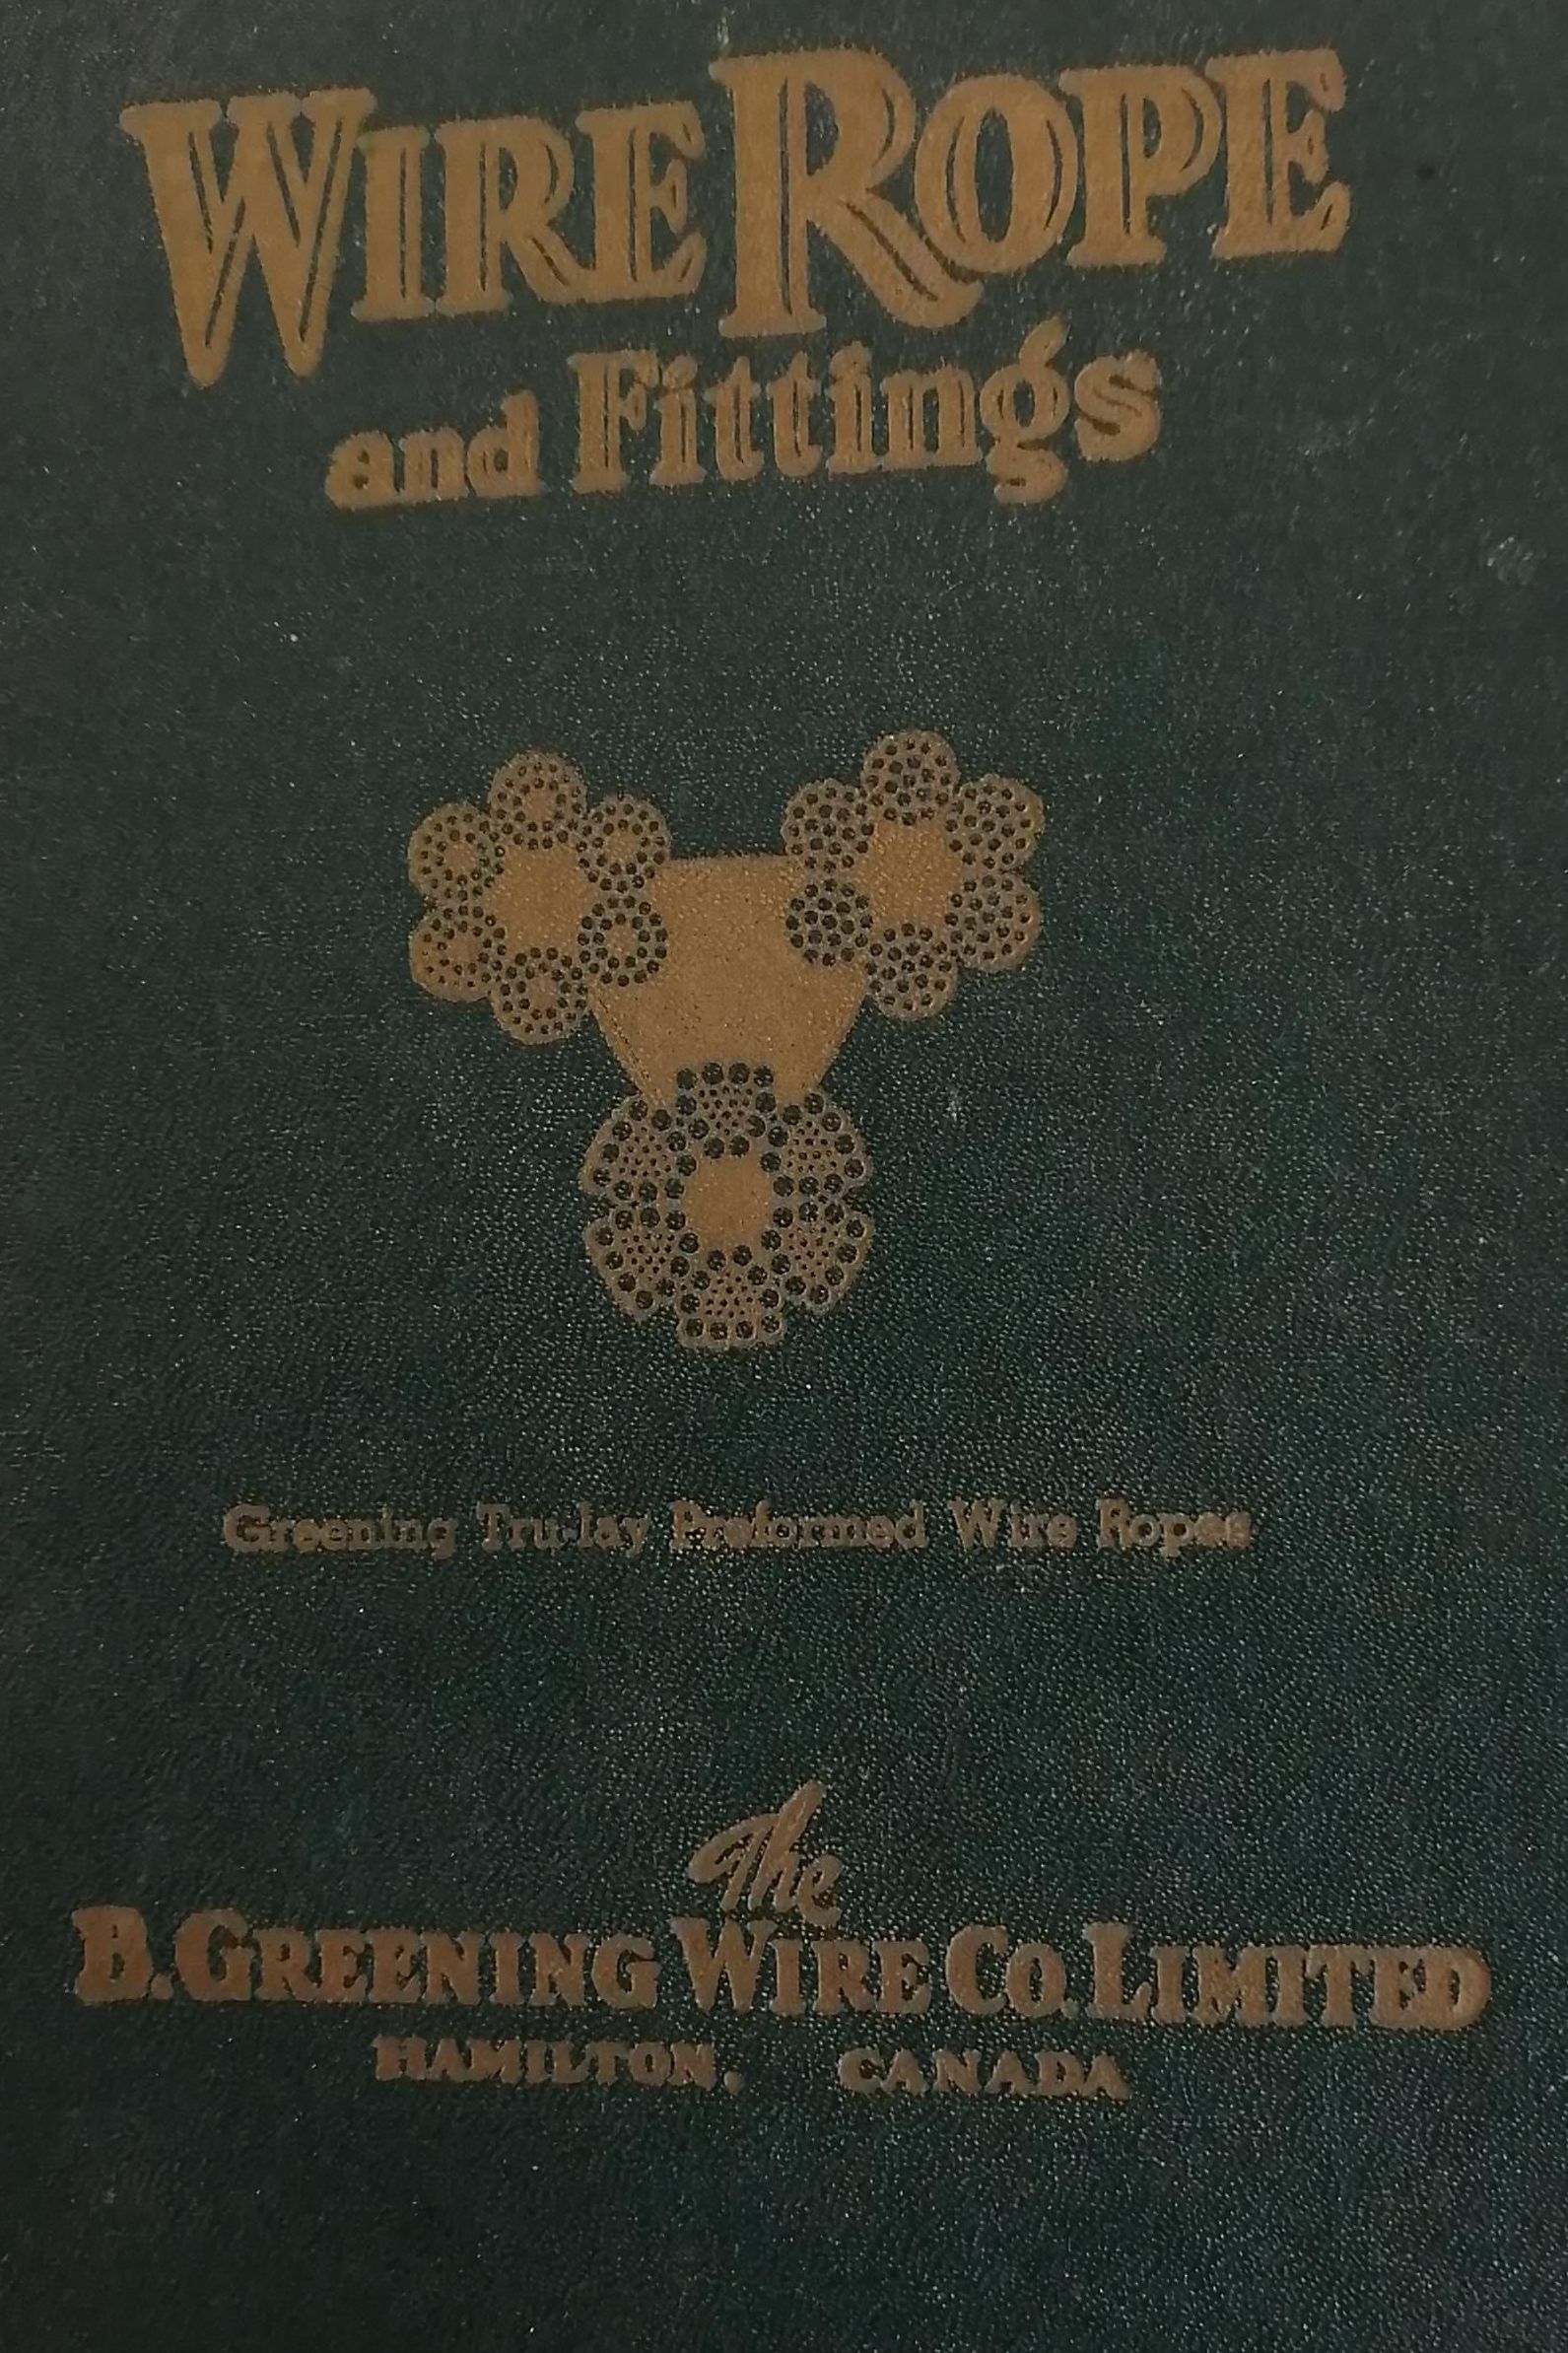 WIRE ROPE
and Fittings
Greening Tru-lay Preformed Wire Ropes
The
B. GREENING WIRE CO. LIMITED
HAMILTON, CANADA